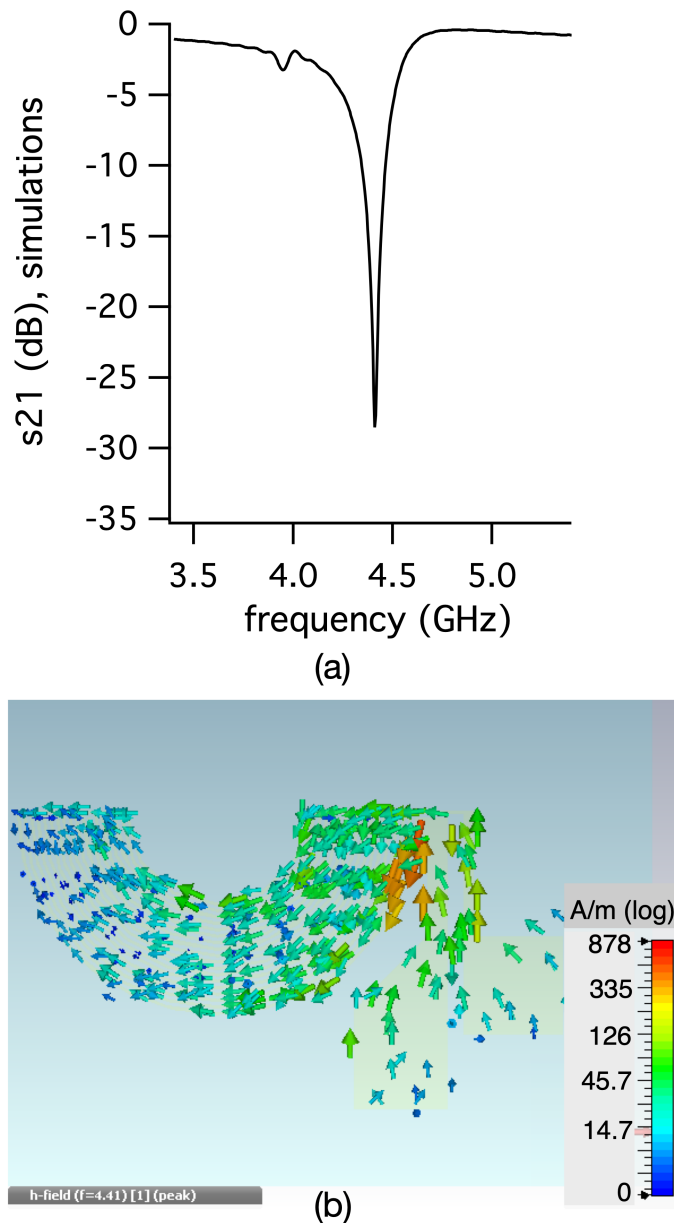 0
-5
-10
-15
-20
-25
-30
-35
s21 (dB), simulations
3.5 4.0 4.5 5.0
frequency (GHz)
(a)
A/m (log)
878
335
126
45.7
14.7
0
h-field (f=4.41) [1] (peak)
(b)